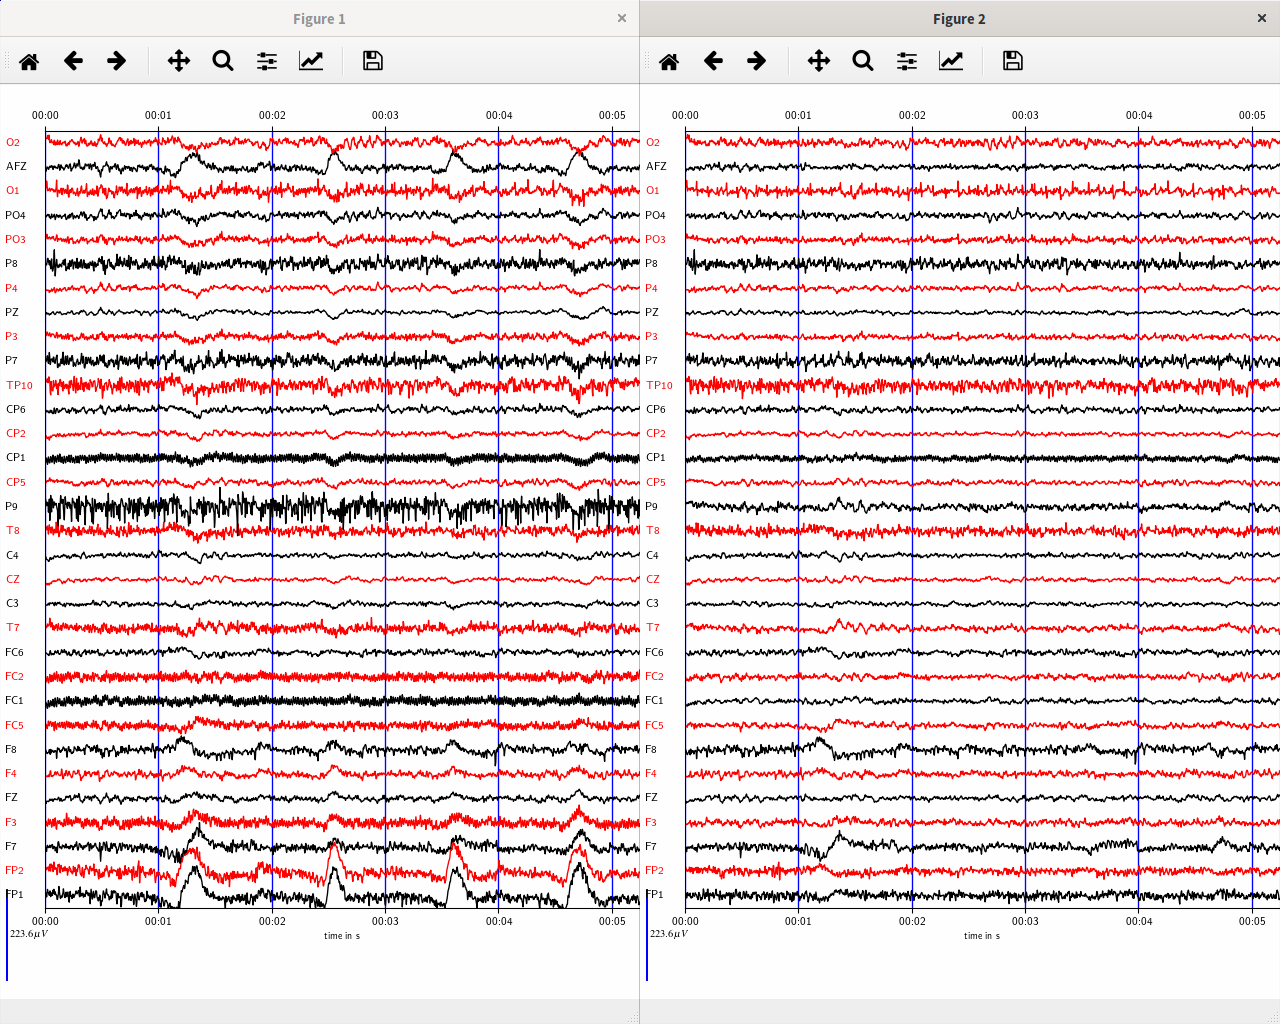 Figure 1
00:00 00:01 00:02 00:03 00:04 00:05
O2
AFZ
O1
PO4
PO3
P8
P4
PZ
P3
P7
TP10
CP6
CP2
CP1
CP5
P9
T8
C4
CZ
C3
T7
FC6
FC2
FC1
FC5
F8
F4
FZ
F3
F7
FP2
FP1
00:00 00:01 00:02 00:03 00:04 00:05
223.6μV
time in s
Figure 2
00:00 00:01 00:02 00:03 00:04 00:05
O2
AFZ
O1
PO4
PO3
P8
P4
PZ
P3
P7
TP10
CP6
CP2
CP1
CP5
P9
T8
C4
CZ
C3
T7
FC6
FC2
FC1
FC5
F8
F4
FZ
F3
F7
FP2
FP1
00:00 00:01 00:02 00:03 00:04 00:05
223.6μV
time in s